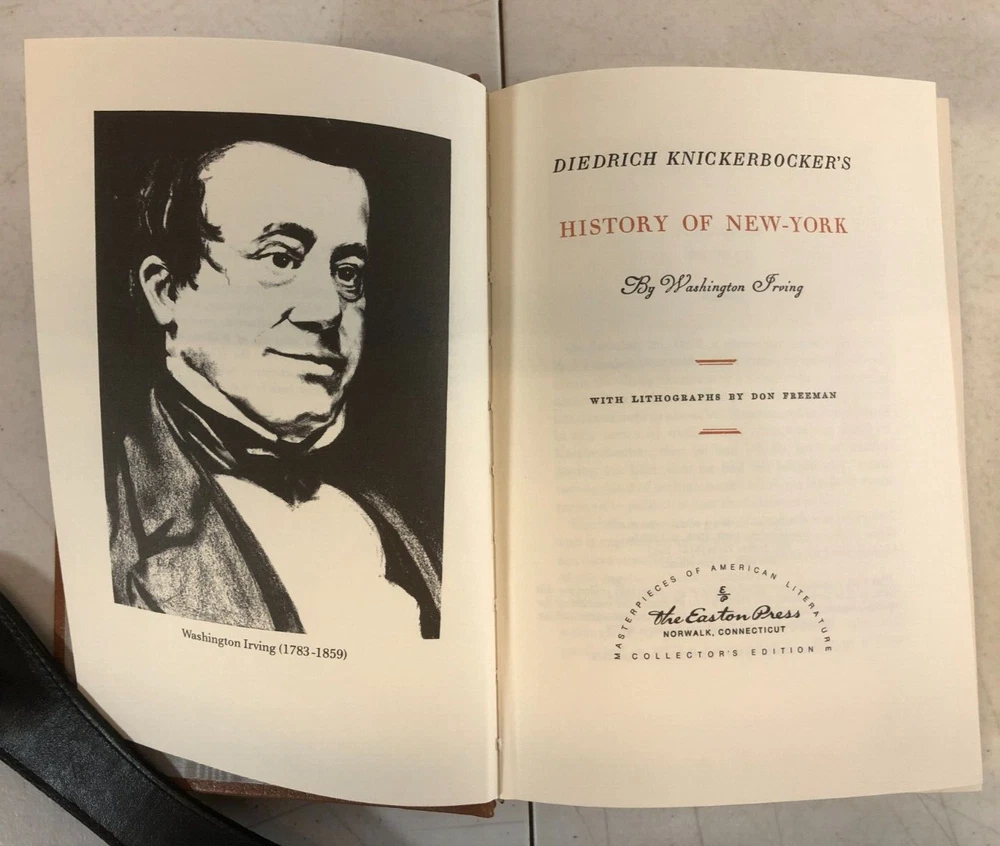 Washington Irving (1783-1859)
DIEDRICH KNICKERBOCKER'S
HISTORY OF NEW-YORK
By Washington Irving
WITH LITHOGRAPHS BY DON FREEMAN
MASTERPIECES OF AMERICAN LITERATURE
E
P
the Easton Press
NORWALK, CONNECTICUT
COLLECTOR'S EDITION